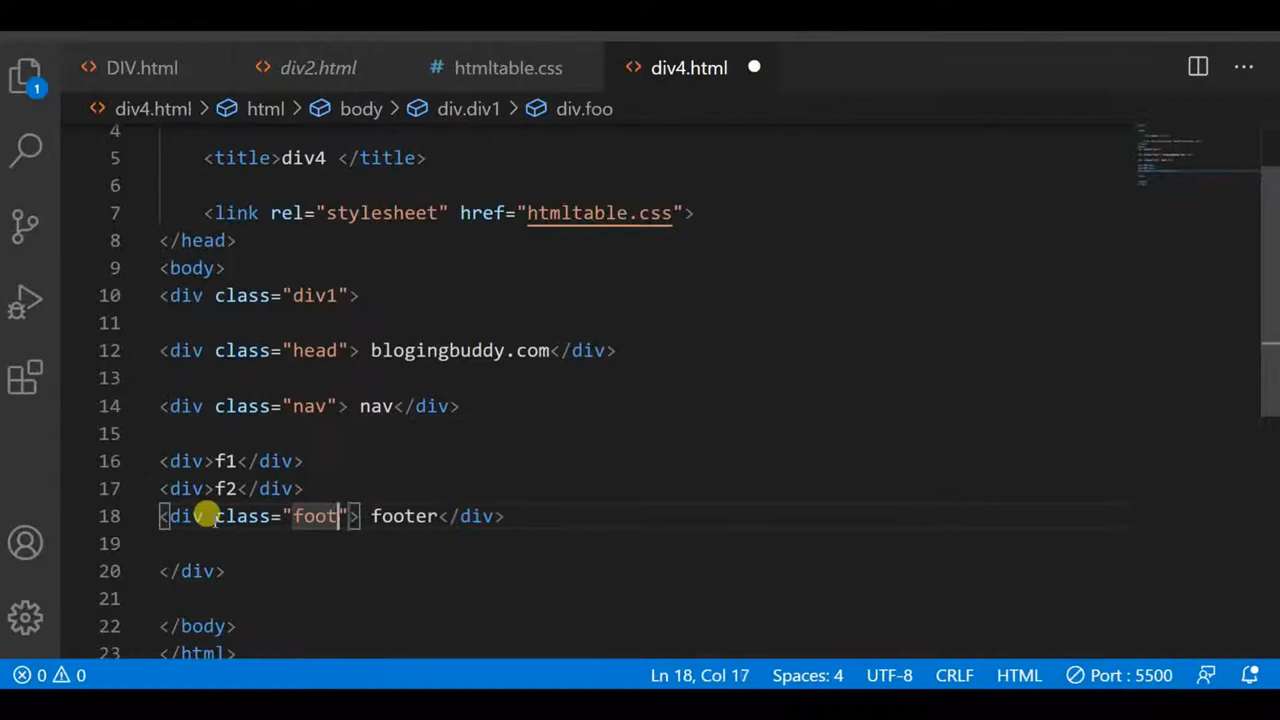 DIV.html div2.html # htmltable.css div4.html
1
div4.html > html > body > div.div1 > div.foo
4
5 <title>div4 </title>
6
7 <link rel="stylesheet" href="htmltable.css">
8 </head>
9 <body>
10 <div class="div1">
11
12 <div class="head"> blogingbuddy.com</div>
13
14 <div class="nav"> nav</div>
15
16 <div>f1</div>
17 <div>f2</div>
18 <div class="foot"> footer</div>
19
20 </div>
21
22 </body>
23 </html>
0 0 Ln 18, Col 17 Spaces: 4 UTF-8 CRLF HTML Port : 5500